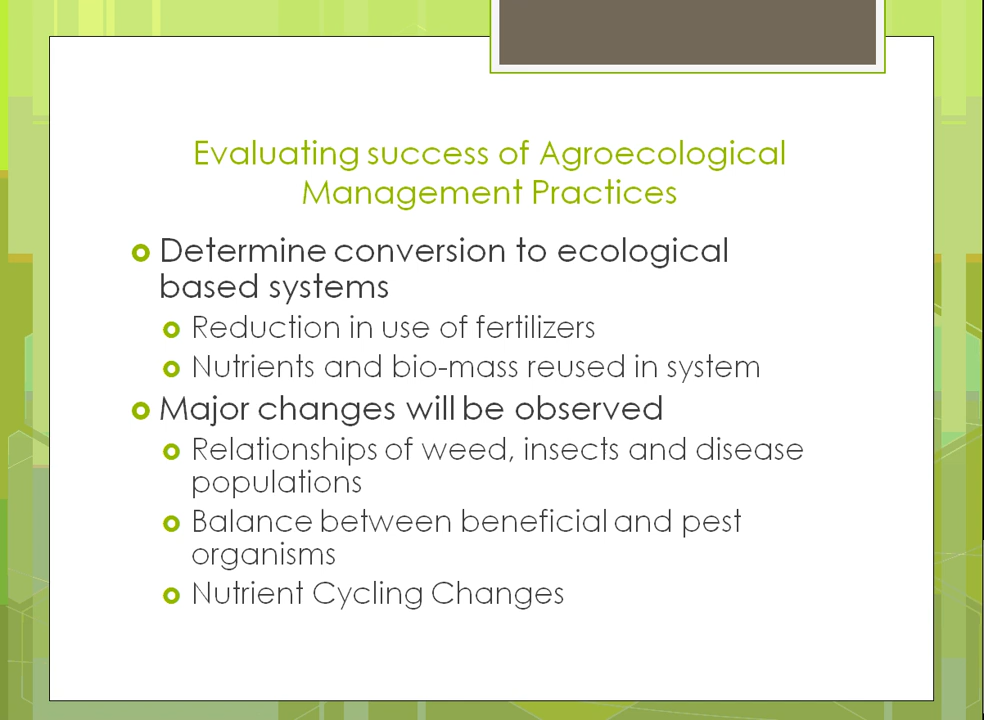 Evaluating success of Agroecological
Management Practices
Determine conversion to ecological
based systems
Reduction in use of fertilizers
Nutrients and bio-mass reused in system
Major changes will be observed
Relationships of weed, insects and disease
populations
Balance between beneficial and pest
organisms
Nutrient Cycling Changes